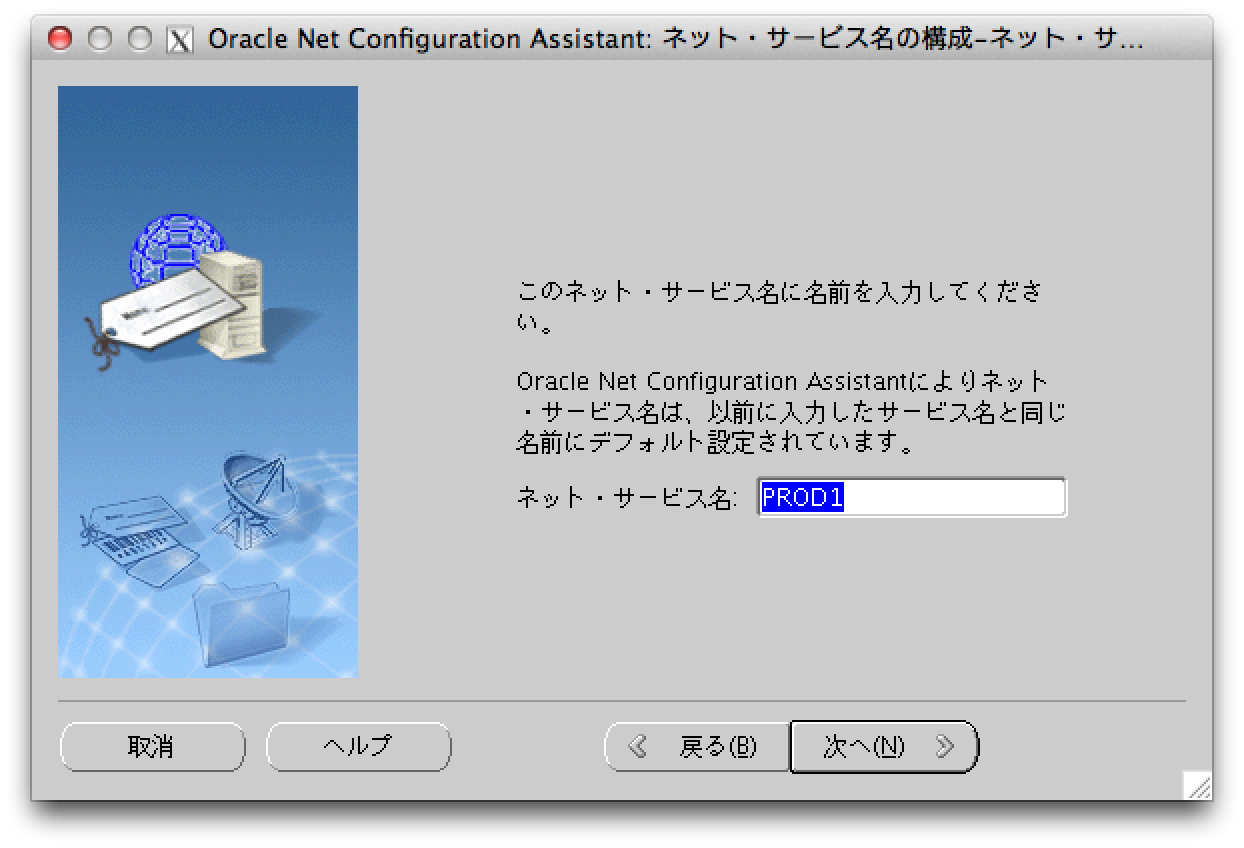 Oracle Net Configuration Assistant: ネット・サービス名の構成–ネット・サ...
このネット・サービス名に名前を入力してくださ
い。
Oracle Net Configuration Assistantによりネット
・サービス名は、以前に入力したサービス名と同じ
名前にデフォルト設定されています。
ネット・サービス名: PROD1
取消 ヘルプ 戻る(B) 次へ(N)